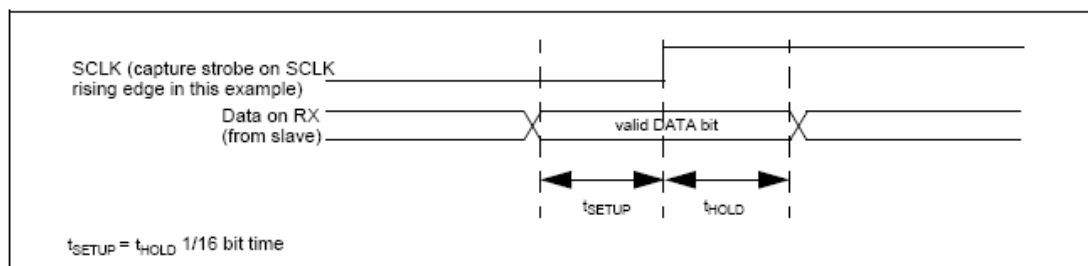 SCLK (capture strobe on SCLK
rising edge in this example)
Data on RX
(from slave)
valid DATA bit
tSETUP
tHOLD
tSETUP = tHOLD 1/16 bit time